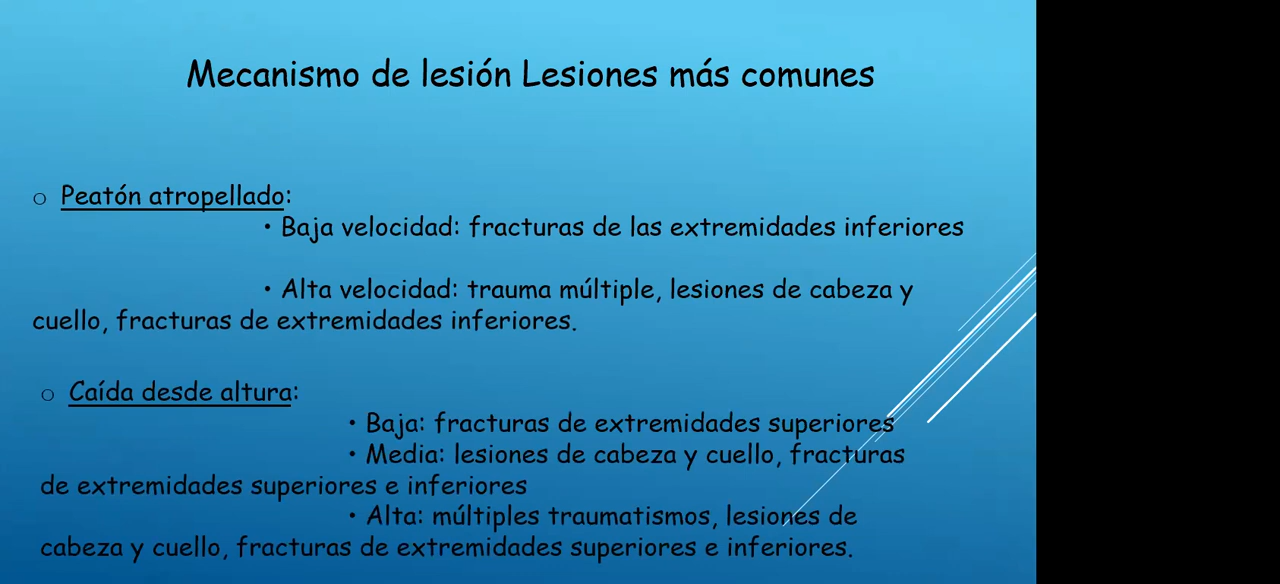 Mecanismo de lesión Lesiones más comunes
o Peatón atropellado:
• Baja velocidad: fracturas de las extremidades inferiores
• Alta velocidad: trauma múltiple, lesiones de cabeza y
cuello, fracturas de extremidades inferiores.
o Caída desde altura:
• Baja: fracturas de extremidades superiores
• Media: lesiones de cabeza y cuello, fracturas
de extremidades superiores e inferiores
• Alta: múltiples traumatismos, lesiones de
cabeza y cuello, fracturas de extremidades superiores e inferiores.